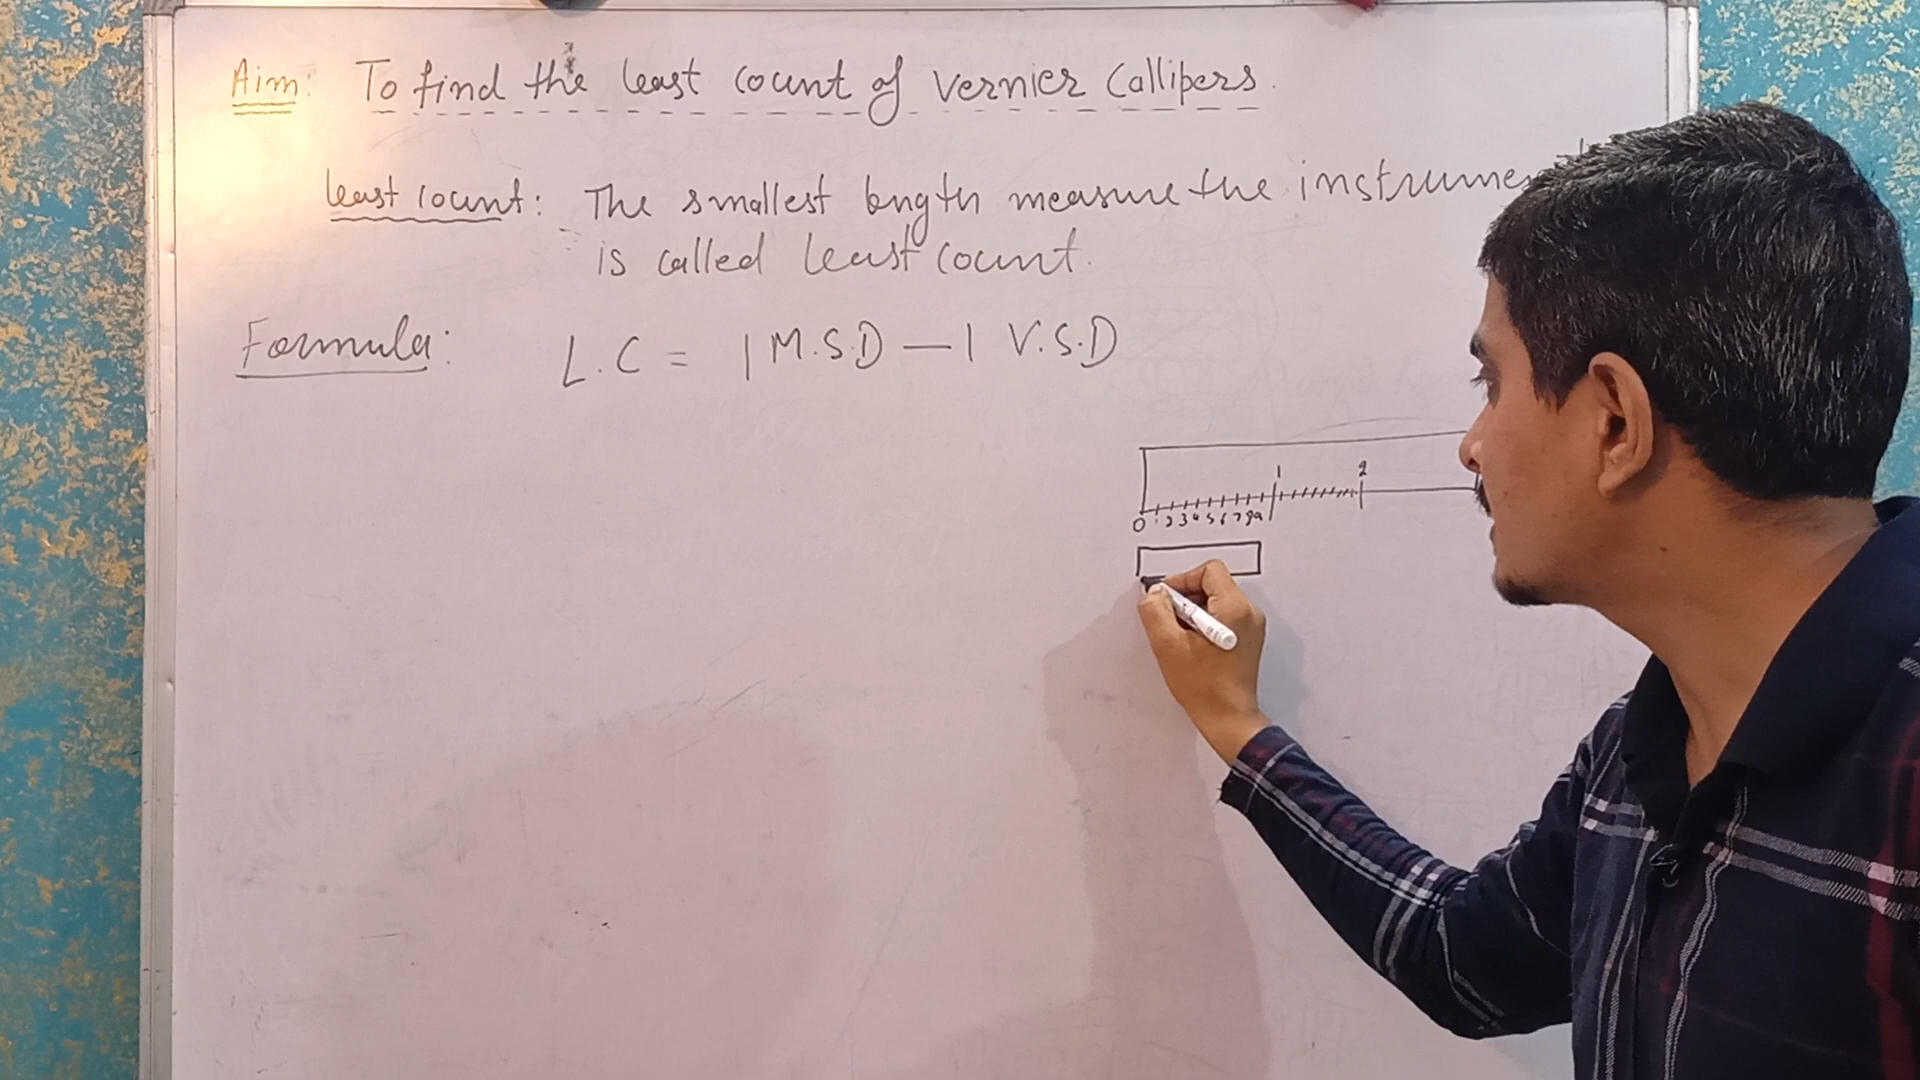 Aim: To find the least count of Vernier Callipers.
least count: The smallest length measure the instrument
is called least count.
Formula: L.C = 1 M.S.D — 1 V.S.D
1 2
0 1 2 3 4 5 6 7 8 9